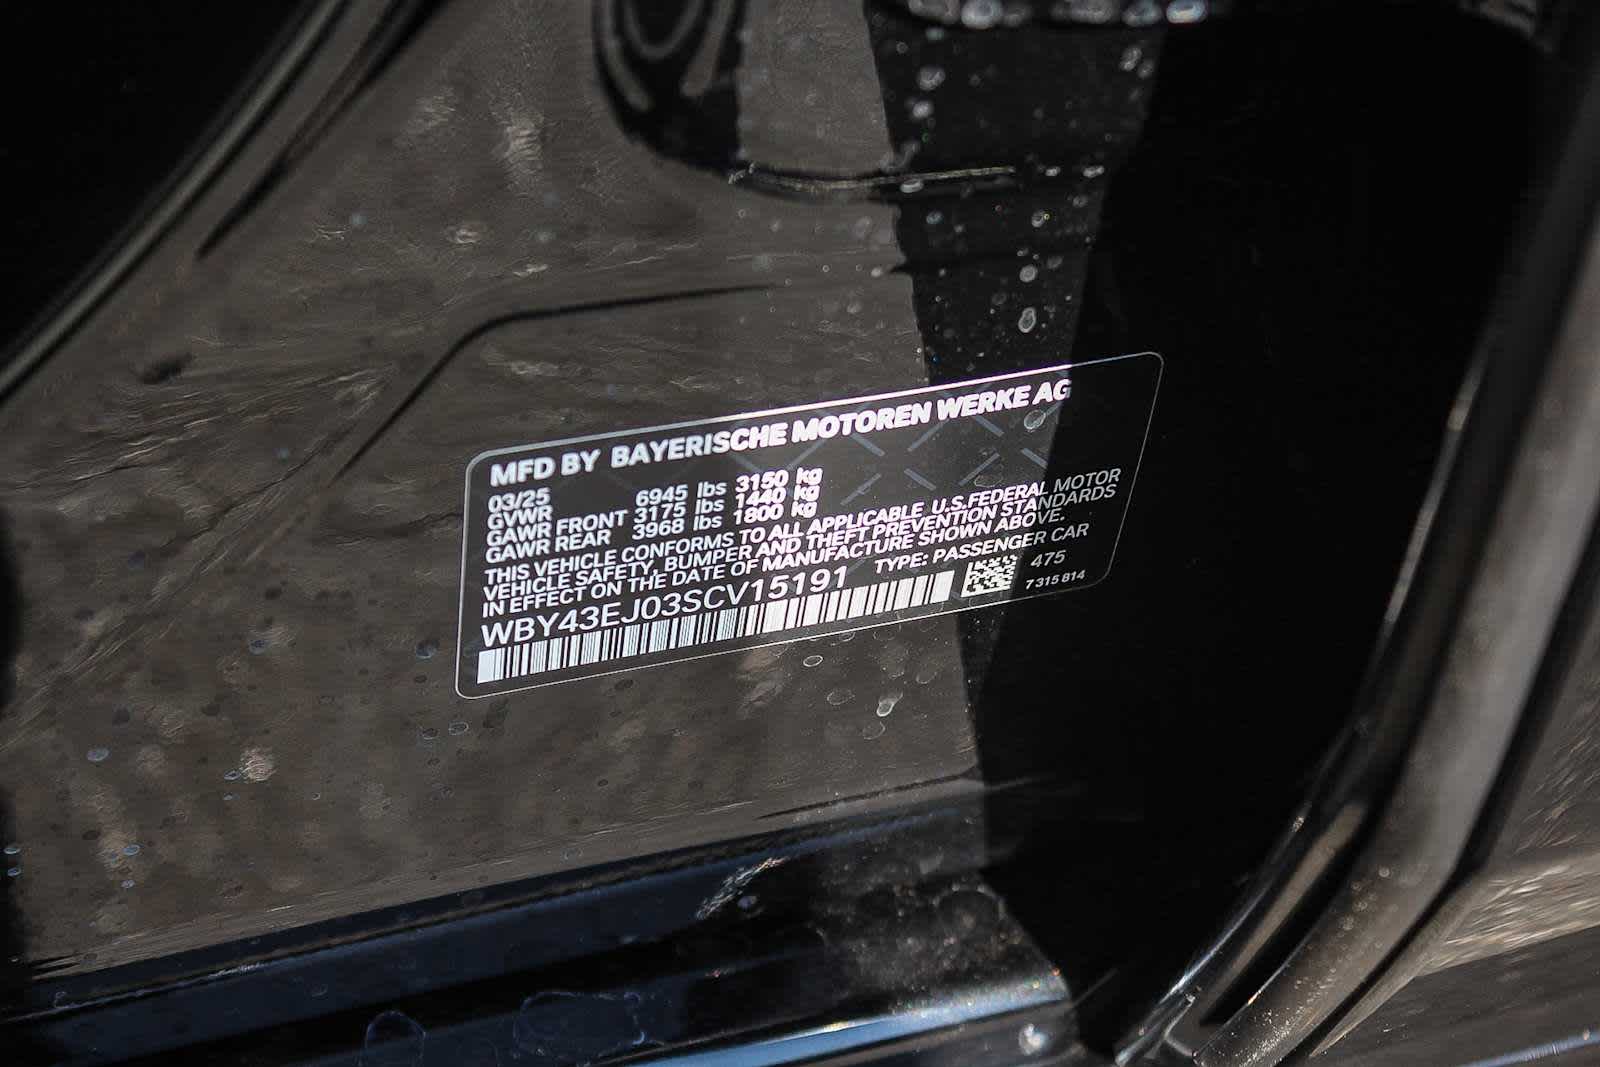 MFD BY BAYERISCHE MOTOREN WERKE AG
03/25
GVWR 6945 lbs 3150 kg
GAWR FRONT 3175 lbs 1440 kg
GAWR REAR 3968 lbs 1800 kg
THIS VEHICLE CONFORMS TO ALL APPLICABLE U.S.FEDERAL MOTOR
VEHICLE SAFETY, BUMPER AND THEFT PREVENTION STANDARDS
IN EFFECT ON THE DATE OF MANUFACTURE SHOWN ABOVE.
WBY43EJ03SCV15191 TYPE: PASSENGER CAR
475
7 315 814